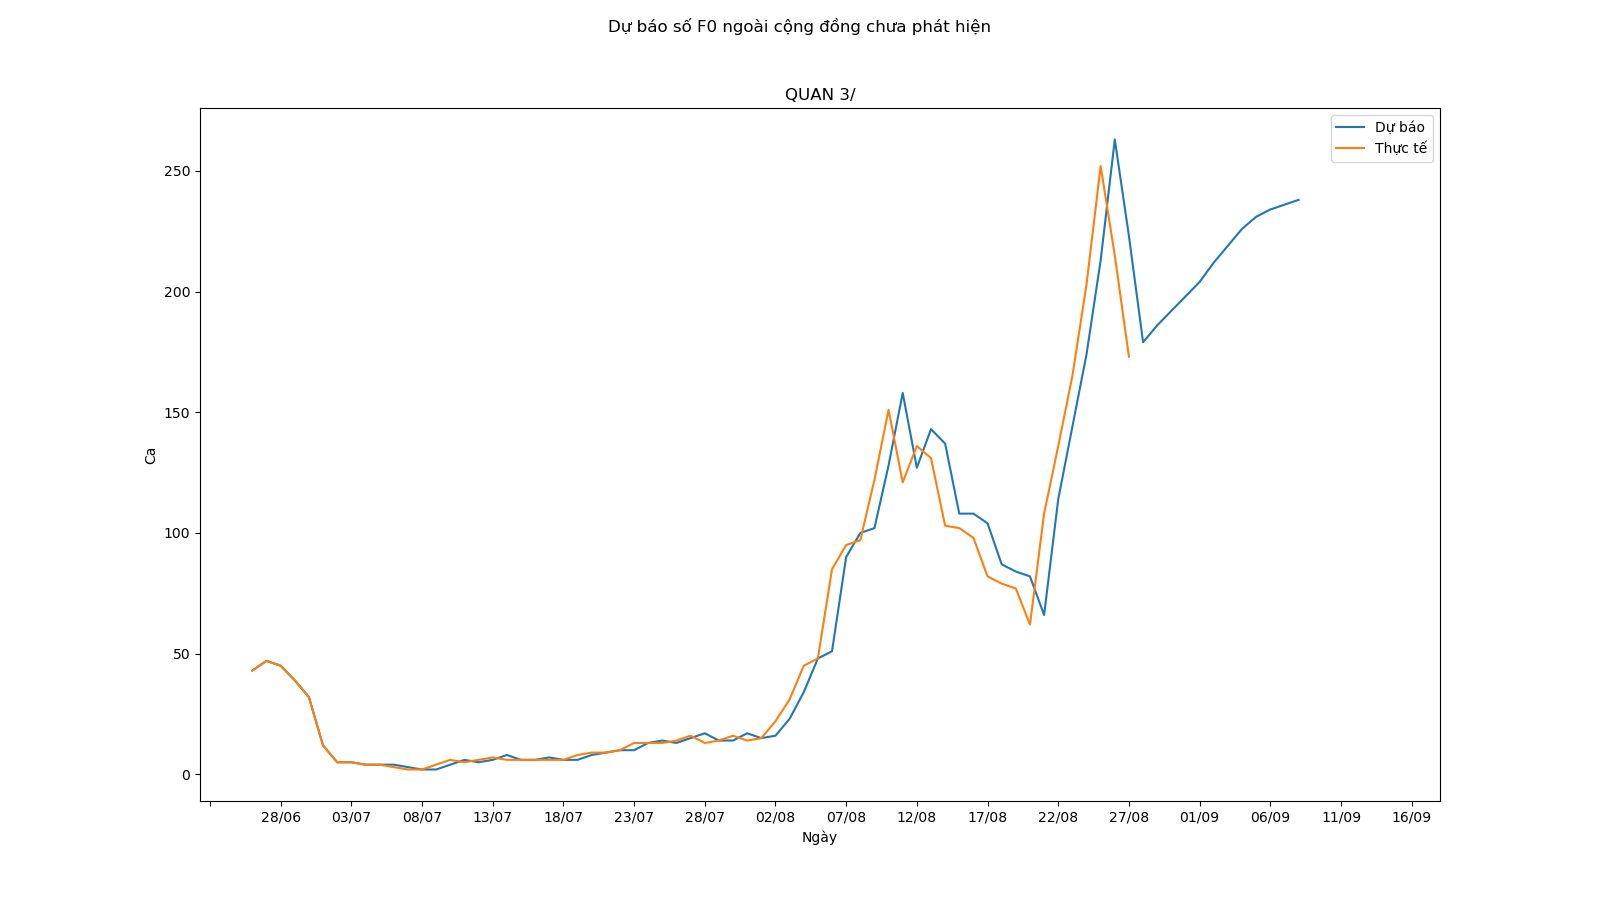 Dự báo số F0 ngoài cộng đồng chưa phát hiện
QUAN 3/
Dự báo
Thực tế
250
200
150
100
50
0
Ca
28/06 03/07 08/07 13/07 18/07 23/07 28/07 02/08 07/08 12/08 17/08 22/08 27/08 01/09 06/09 11/09 16/09
Ngày